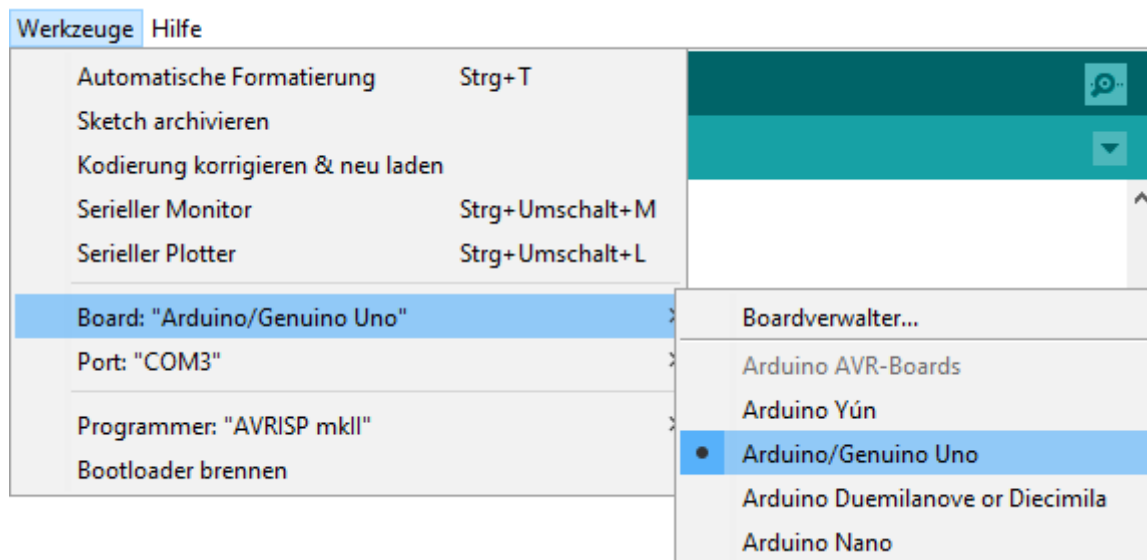 Werkzeuge Hilfe
Automatische Formatierung Strg+T
Sketch archivieren
Kodierung korrigieren & neu laden
Serieller Monitor Strg+Umschalt+M
Serieller Plotter Strg+Umschalt+L
Board: "Arduino/Genuino Uno"
Port: "COM3"
Programmer: "AVRISP mkII"
Bootloader brennen
Boardverwalter...
Arduino AVR-Boards
Arduino Yún
Arduino/Genuino Uno
Arduino Duemilanove or Diecimila
Arduino Nano